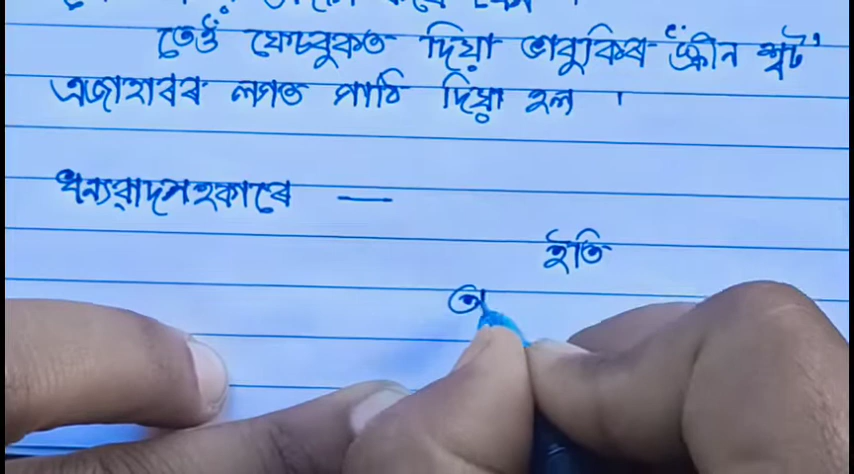 তেওঁ ফেচবুকত দিয়া ভাবুকিৰ স্ক্ৰীন শ্বট'
এজাহাৰৰ লগত পাঠি দিয়া হল ।
ধন্যবাদসহকাৰে —
ইতি